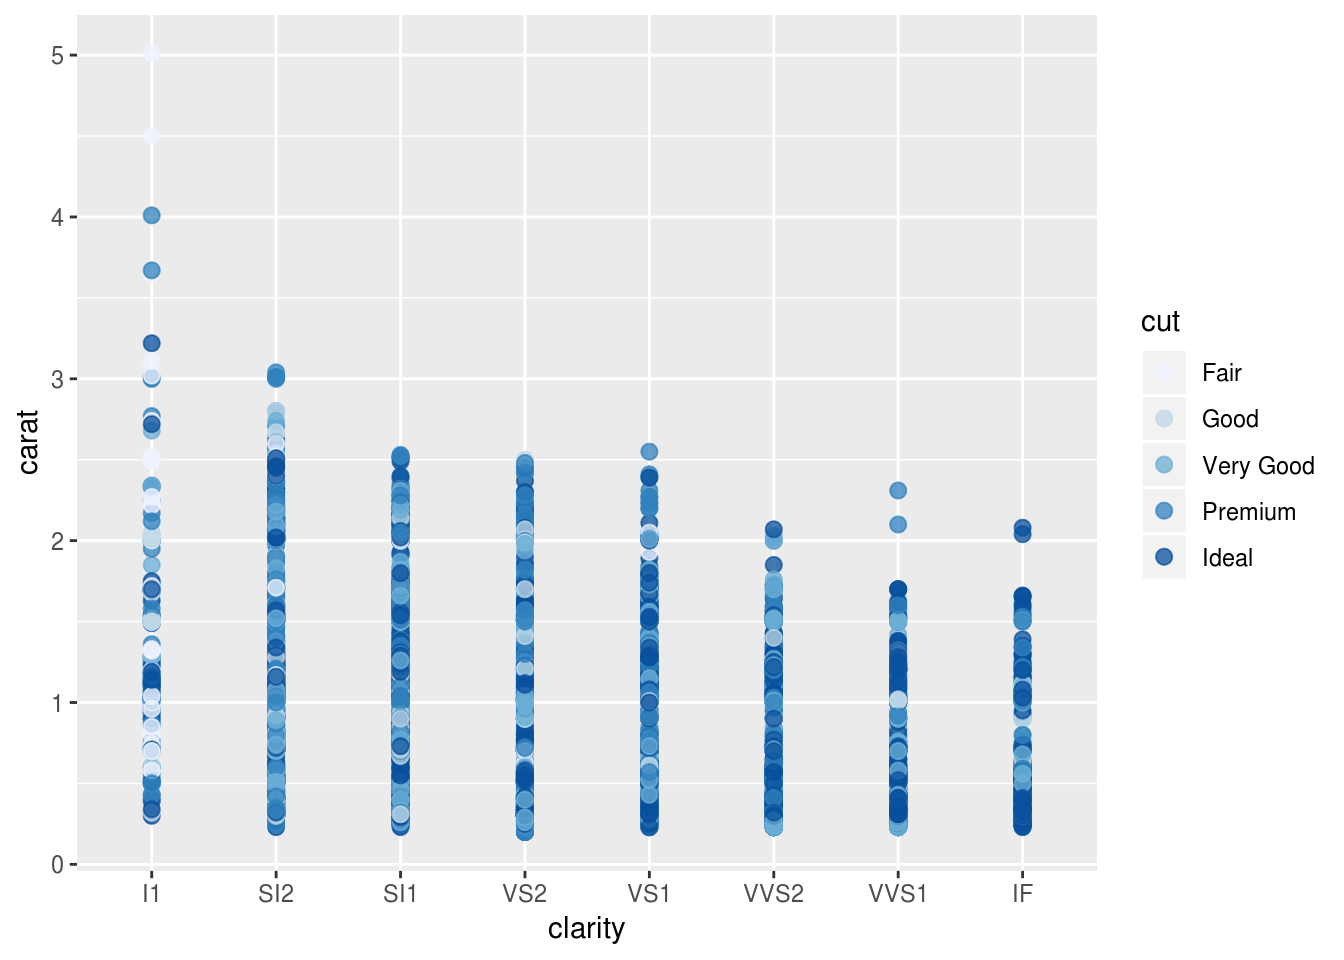 5
4
3
2
1
0
carat
I1 SI2 SI1 VS2 VS1 VVS2 VVS1 IF
clarity
cut
Fair
Good
Very Good
Premium
Ideal